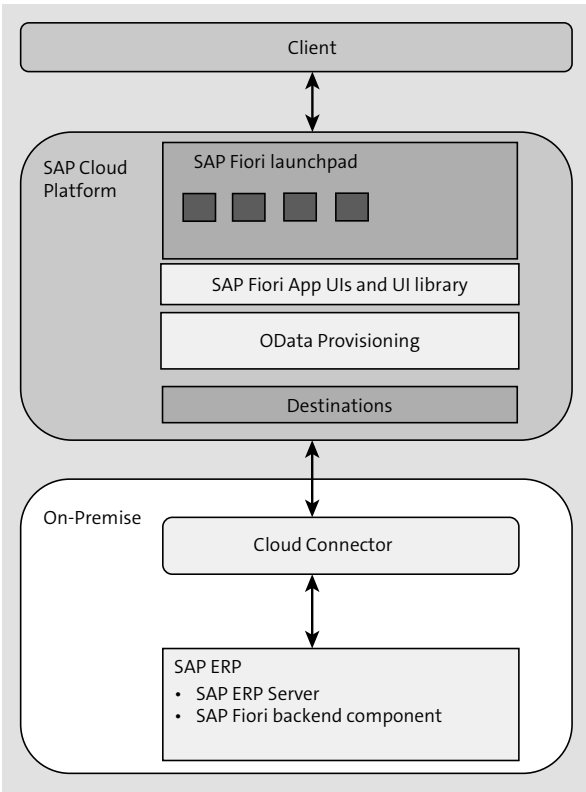 Client
SAP Cloud
Platform
SAP Fiori launchpad
SAP Fiori App UIs and UI library
OData Provisioning
Destinations
On-Premise
Cloud Connector
SAP ERP
• SAP ERP Server
• SAP Fiori backend component